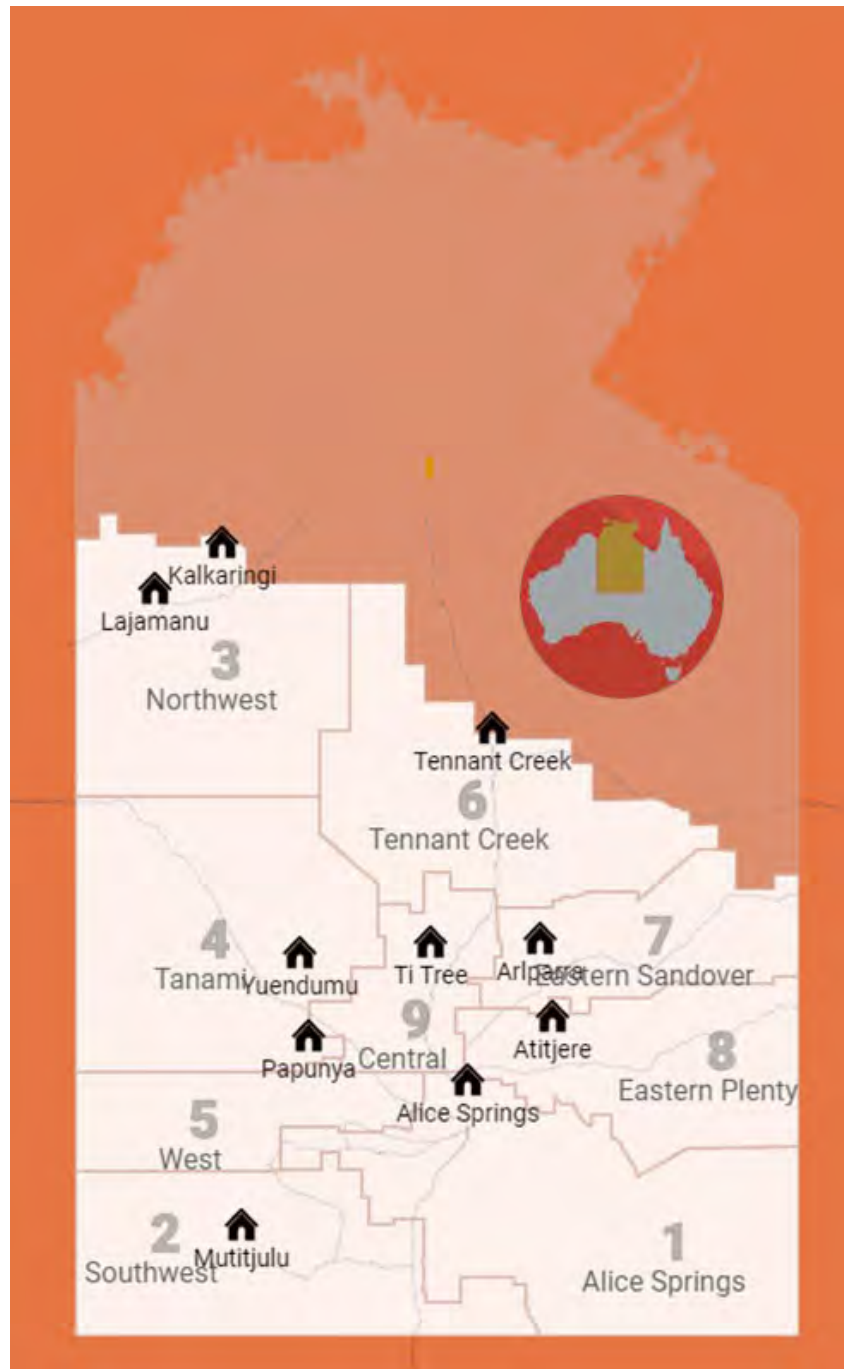 Kalkaringi
Lajamanu
3
Northwest
Tennant Creek
6
Tennant Creek
4
Tanami
Yuendumu
Ti Tree
Arlparra
7
Eastern Sandover
9
Central
Papunya
Atitjere
8
Eastern Plenty
Alice Springs
5
West
2
Southwest
Mutitjulu
1
Alice Springs